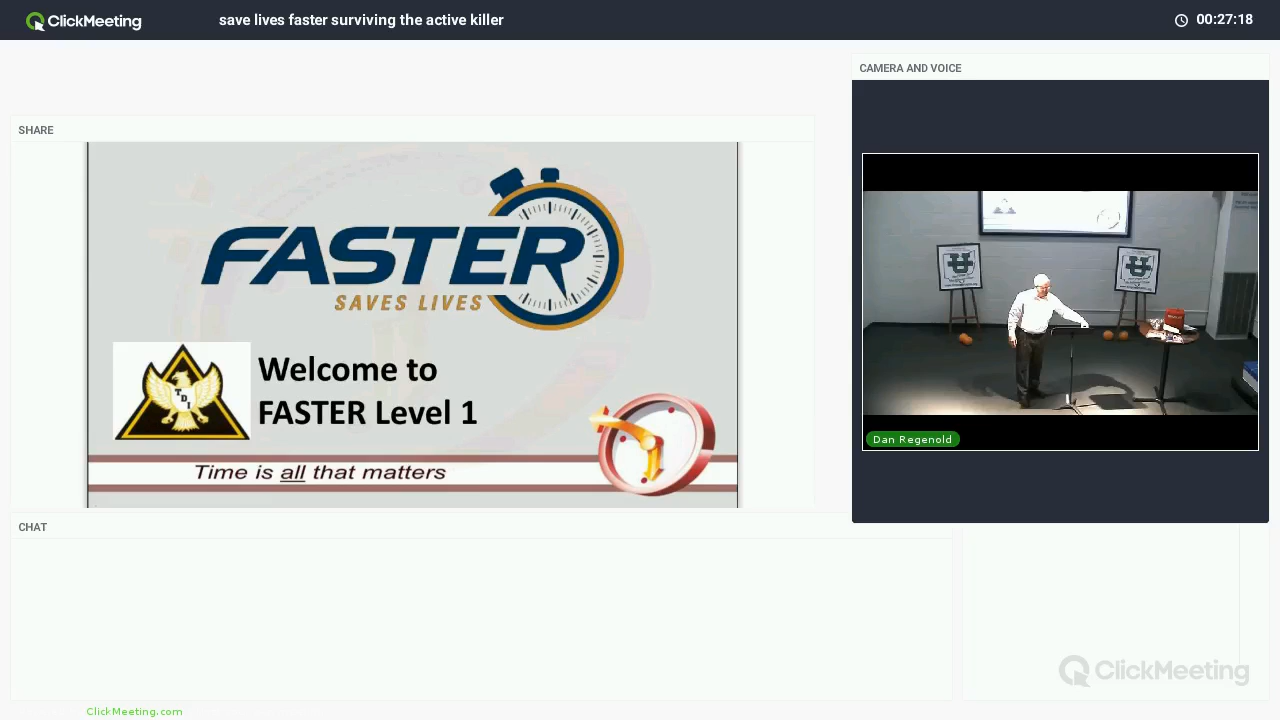 ClickMeeting
save lives faster surviving the active killer
00:27:18
CAMERA AND VOICE
SHARE
FASTER
SAVES LIVES
TDI
Welcome to
FASTER Level 1
Time is all that matters
Dan Regenold
CHAT
ClickMeeting
ClickMeeting.com